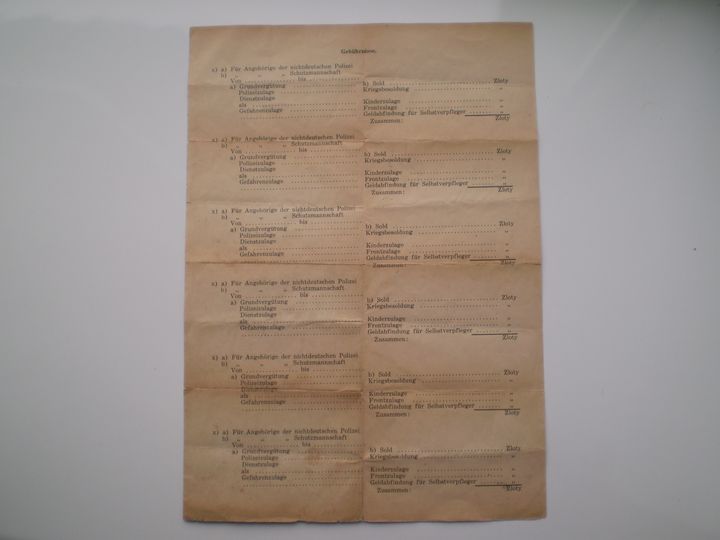 Gebührnisse.
x) a) Für Angehörige der nichtdeutschen Polizei
b) „ „ „ Schutzmannschaft
Von .................. bis ..................
a) Grundvergütung ..................
Polizeizulage ..................
Dienstzulage ..................
als ..................
Gefahrenzulage ..................
b) Sold .................. Zloty
Kriegsbesoldung .................. „
Kinderzulage .................. „
Frontzulage .................. „
Geldabfindung für Selbstverpfleger .......... „
Zusammen: Zloty
x) a) Für Angehörige der nichtdeutschen Polizei
b) „ „ „ Schutzmannschaft
Von .................. bis ..................
a) Grundvergütung ..................
Polizeizulage ..................
Dienstzulage ..................
als ..................
Gefahrenzulage ..................
b) Sold .................. Zloty
Kriegsbesoldung .................. „
Kinderzulage .................. „
Frontzulage .................. „
Geldabfindung für Selbstverpfleger .......... „
Zusammen: Zloty
x) a) Für Angehörige der nichtdeutschen Polizei
b) „ „ „ Schutzmannschaft
Von .................. bis ..................
a) Grundvergütung ..................
Polizeizulage ..................
Dienstzulage ..................
als ..................
Gefahrenzulage ..................
b) Sold .................. Zloty
Kriegsbesoldung .................. „
Kinderzulage .................. „
Frontzulage .................. „
Geldabfindung für Selbstverpfleger .......... „
Zusammen: Zloty
x) a) Für Angehörige der nichtdeutschen Polizei
b) „ „ „ Schutzmannschaft
Von .................. bis ..................
a) Grundvergütung ..................
Polizeizulage ..................
Dienstzulage ..................
als ..................
Gefahrenzulage ..................
b) Sold .................. Zloty
Kriegsbesoldung .................. „
Kinderzulage .................. „
Frontzulage .................. „
Geldabfindung für Selbstverpfleger .......... „
Zusammen: Zloty
x) a) Für Angehörige der nichtdeutschen Polizei
b) „ „ „ Schutzmannschaft
Von .................. bis ..................
a) Grundvergütung ..................
Polizeizulage ..................
Dienstzulage ..................
als ..................
Gefahrenzulage ..................
b) Sold .................. Zloty
Kriegsbesoldung .................. „
Kinderzulage .................. „
Frontzulage .................. „
Geldabfindung für Selbstverpfleger .......... „
Zusammen: Zloty
x) a) Für Angehörige der nichtdeutschen Polizei
b) „ „ „ Schutzmannschaft
Von .................. bis ..................
a) Grundvergütung ..................
Polizeizulage ..................
Dienstzulage ..................
als ..................
Gefahrenzulage ..................
b) Sold .................. Zloty
Kriegsbesoldung .................. „
Kinderzulage .................. „
Frontzulage .................. „
Geldabfindung für Selbstverpfleger .......... „
Zusammen: Zloty